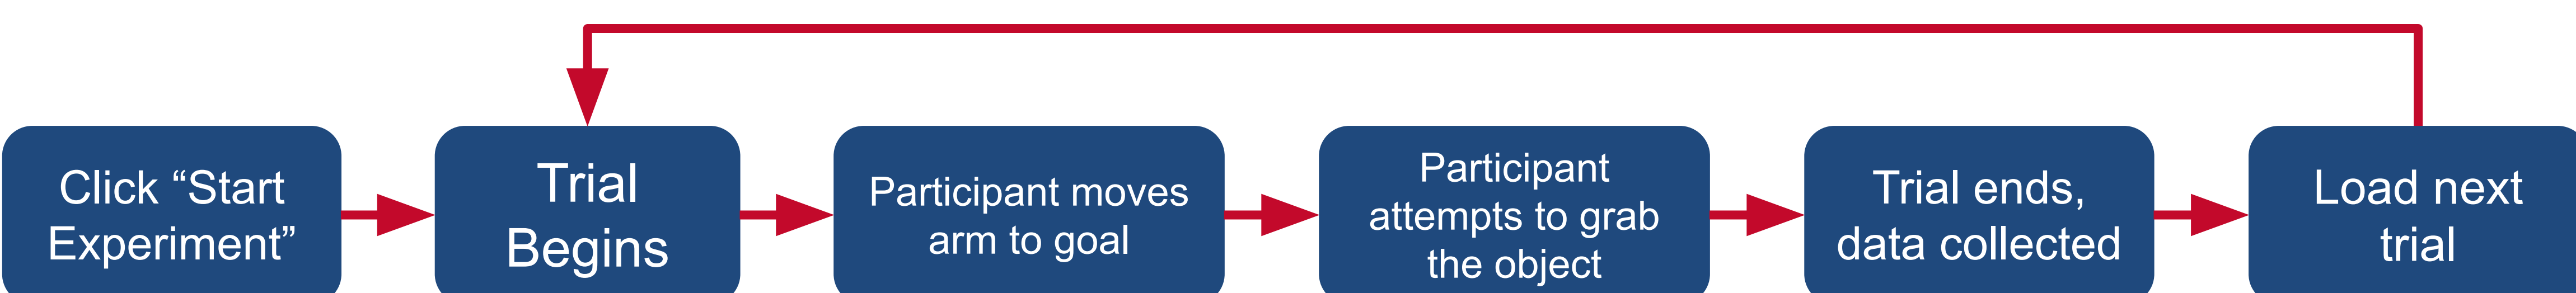 Click “Start
Experiment”
Trial
Begins
Participant moves
arm to goal
Participant
attempts to grab
the object
Trial ends,
data collected
Load next
trial